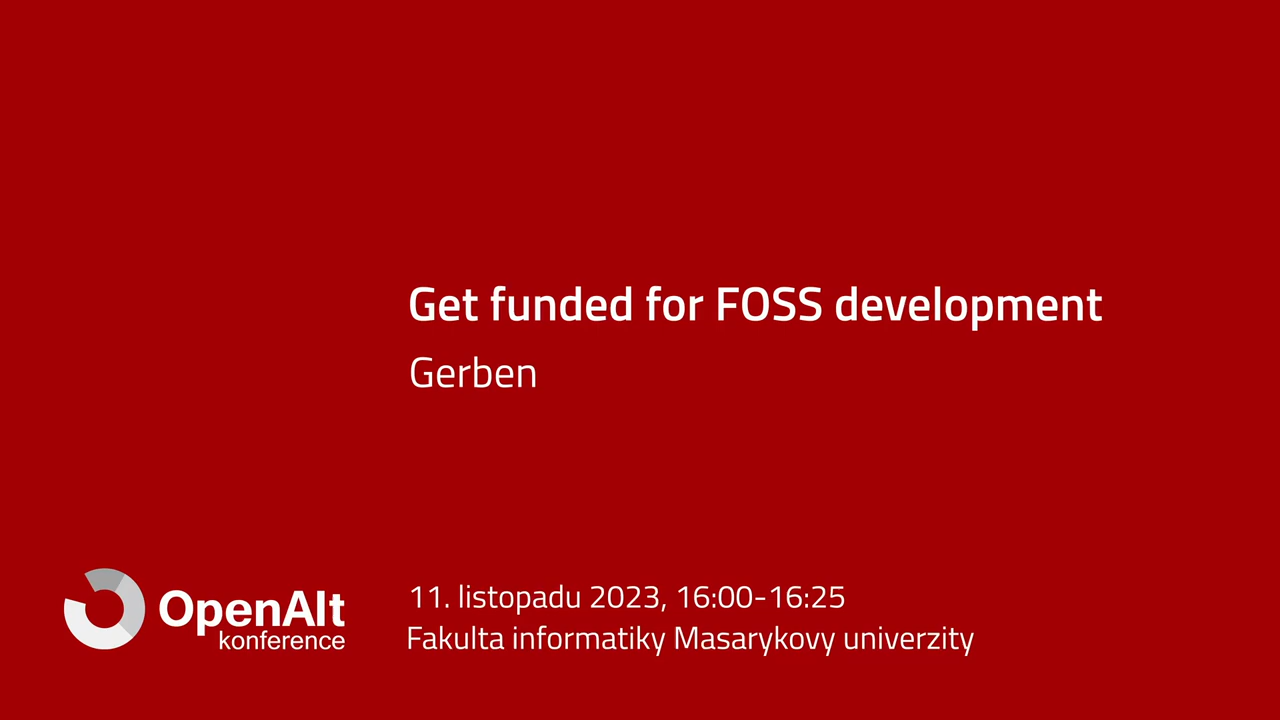 Get funded for FOSS development
Gerben
11. listopadu 2023, 16:00-16:25
Fakulta informatiky Masarykovy univerzity
OpenAlt
konference